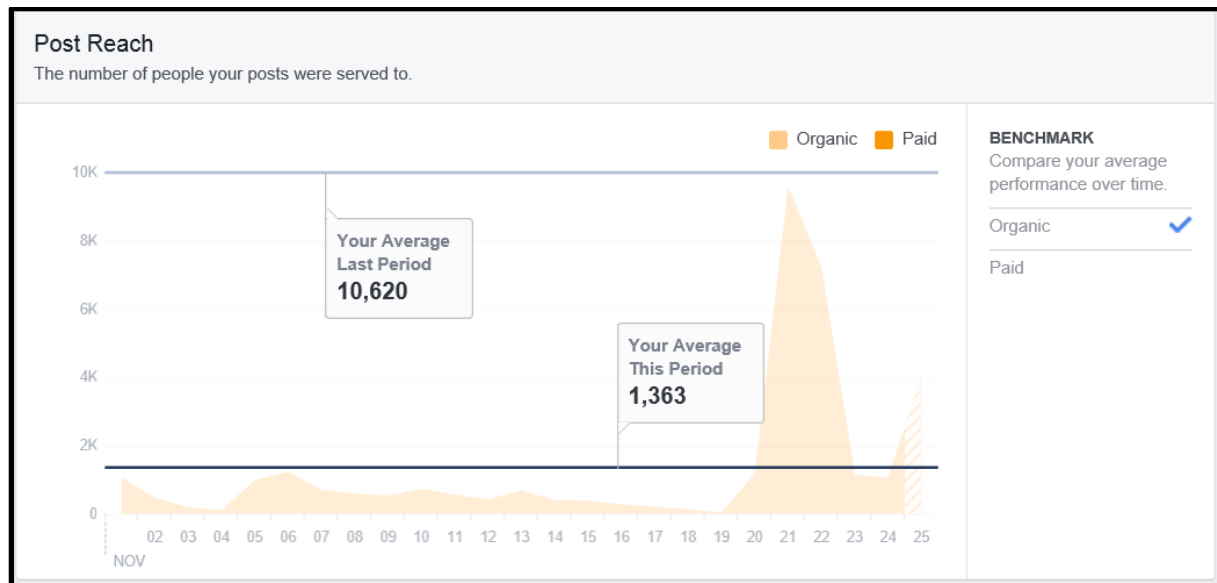 Post Reach
The number of people your posts were served to.
Organic Paid
10K
8K
6K
4K
2K
0
Your Average
Last Period
10,620
Your Average
This Period
1,363
02 03 04 05 06 07 08 09 10 11 12 13 14 15 16 17 18 19 20 21 22 23 24 25
NOV
BENCHMARK
Compare your average
performance over time.
Organic
Paid